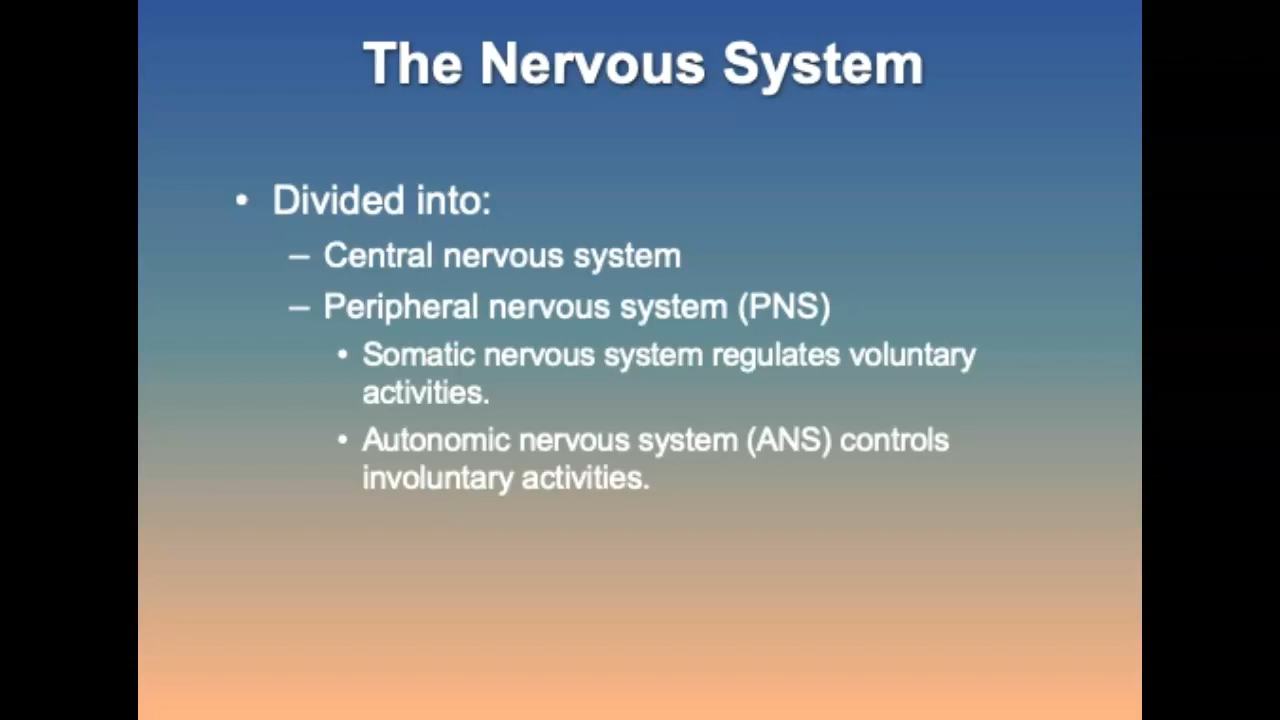 The Nervous System
• Divided into:
– Central nervous system
– Peripheral nervous system (PNS)
• Somatic nervous system regulates voluntary
activities.
• Autonomic nervous system (ANS) controls
involuntary activities.